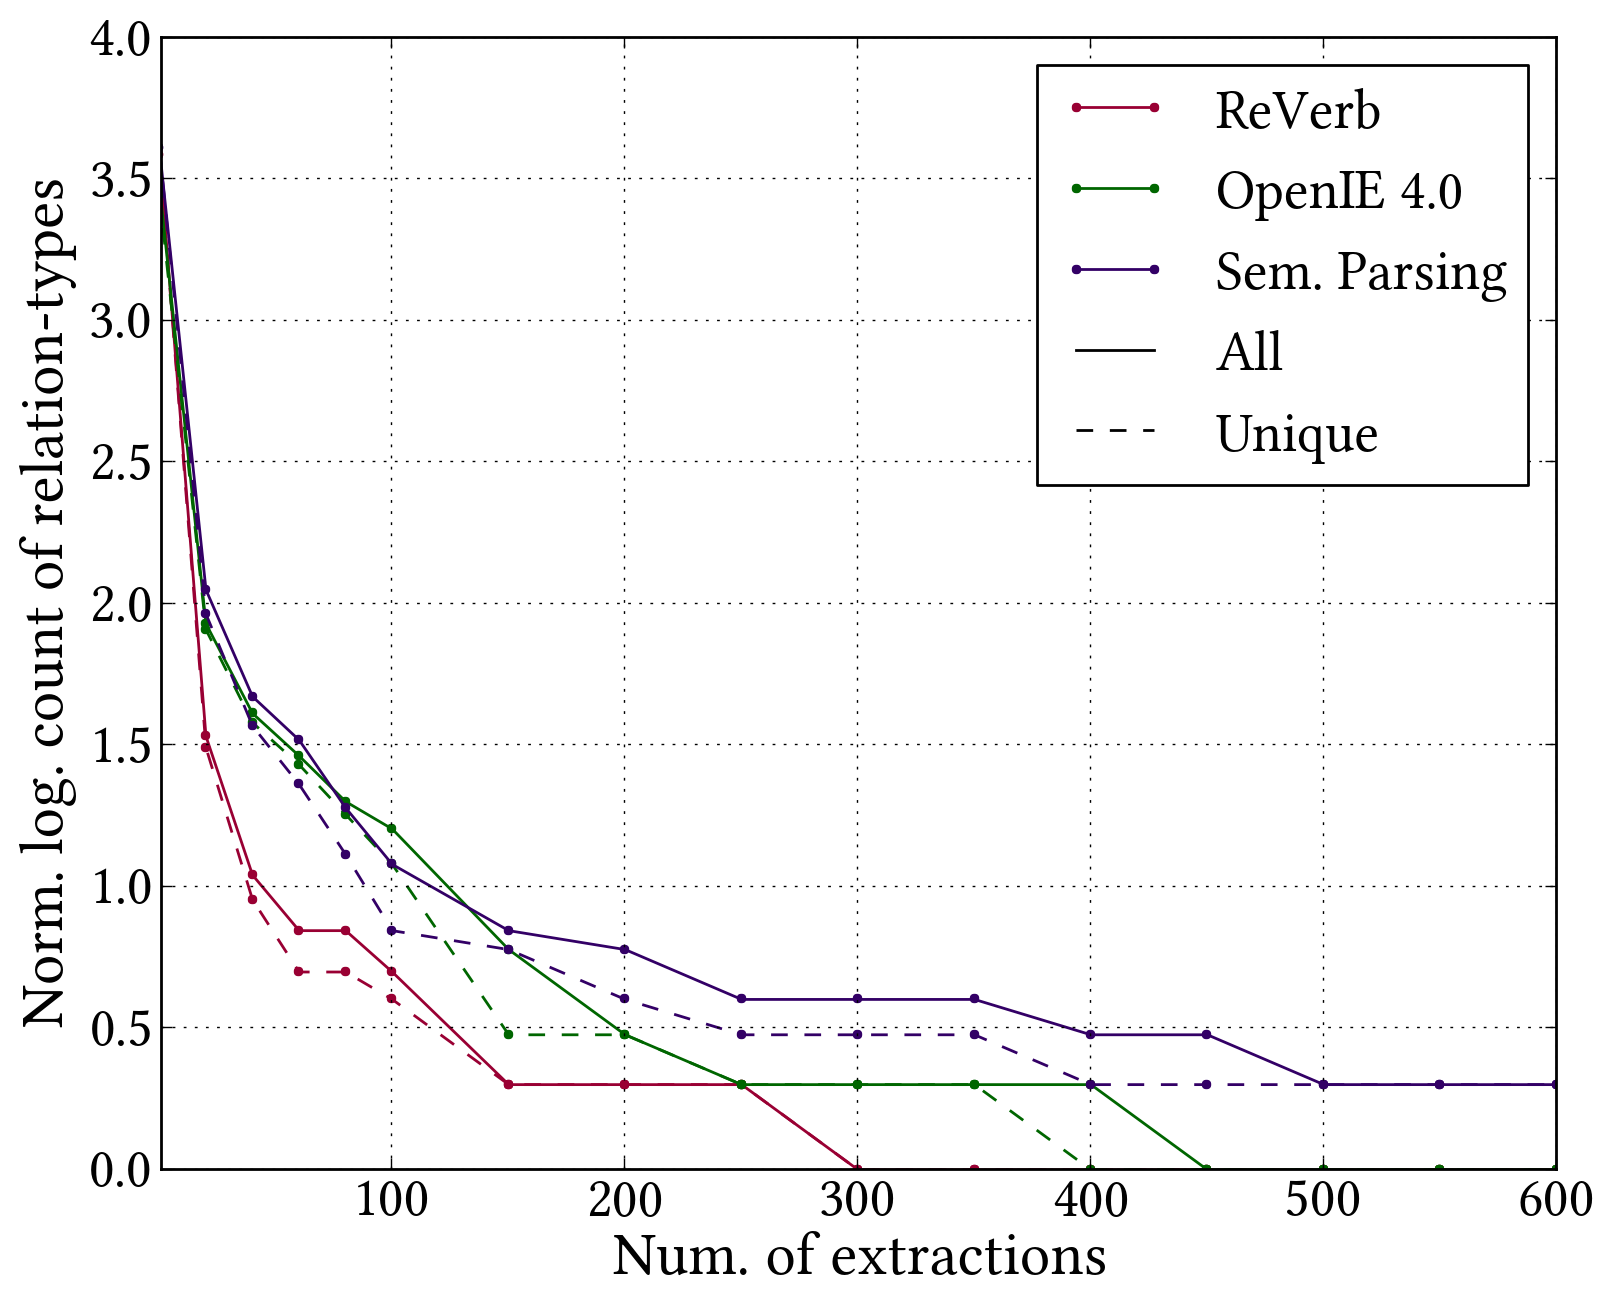 4.0
3.5
3.0
2.5
2.0
1.5
1.0
0.5
0.0
Norm. log. count of relation-types
ReVerb
OpenIE 4.0
Sem. Parsing
All
Unique
100 200 300 400 500 600
Num. of extractions